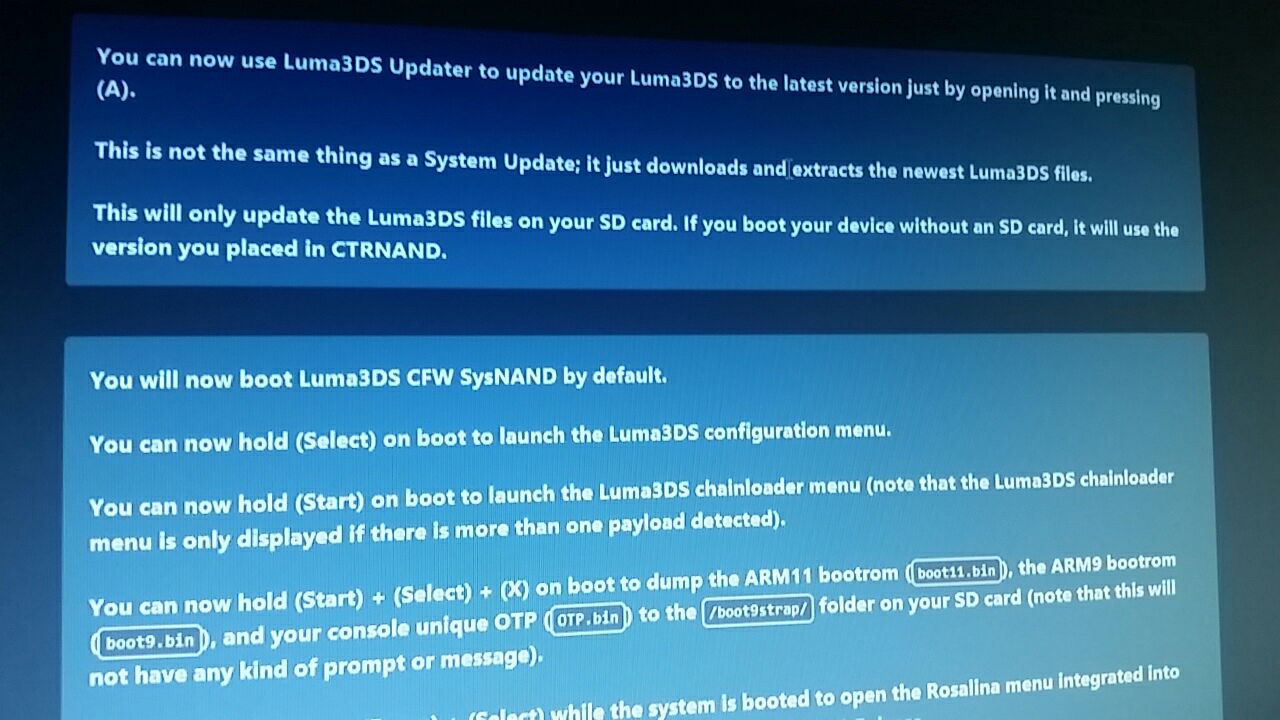 You can now use Luma3DS Updater to update your Luma3DS to the latest version just by opening it and pressing
(A).
This is not the same thing as a System Update; it just downloads and extracts the newest Luma3DS files.
This will only update the Luma3DS files on your SD card. If you boot your device without an SD card, it will use the
version you placed in CTRNAND.
You will now boot Luma3DS CFW SysNAND by default.
You can now hold (Select) on boot to launch the Luma3DS configuration menu.
You can now hold (Start) on boot to launch the Luma3DS chainloader menu (note that the Luma3DS chainloader
menu is only displayed if there is more than one payload detected).
You can now hold (Start) + (Select) + (X) on boot to dump the ARM11 bootrom (boot11.bin), the ARM9 bootrom
(boot9.bin), and your console unique OTP (OTP.bin) to the /boot9strap/ folder on your SD card (note that this will
not have any kind of prompt or message).
+ (Select) while the system is booted to open the Rosalina menu integrated into